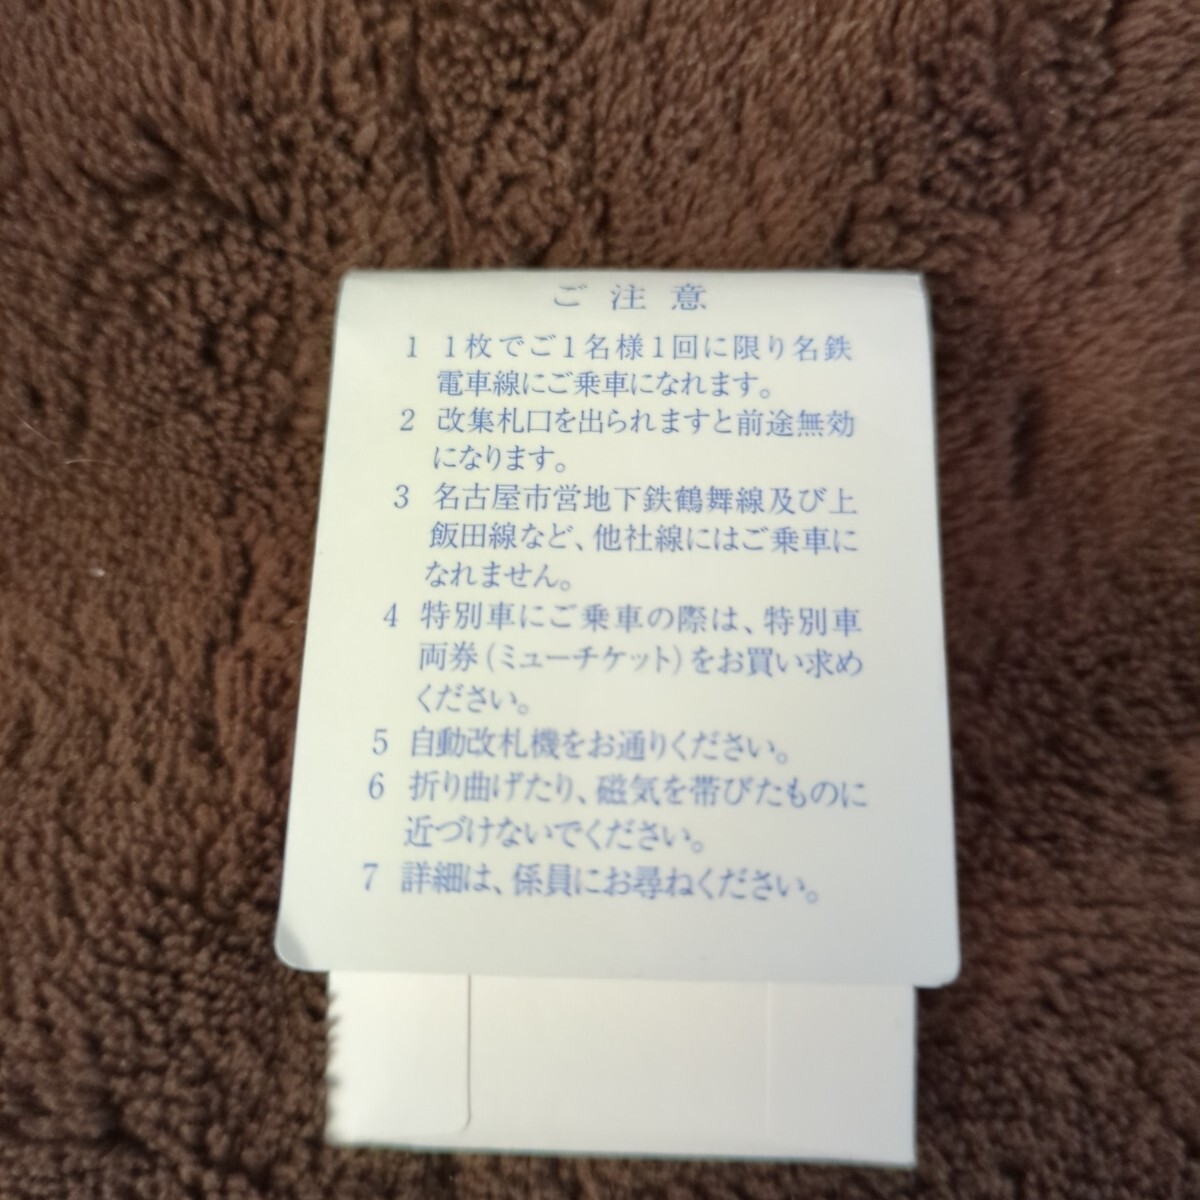 ご注意
1 1枚でご1名様1回に限り名鉄
電車線にご乗車になれます。
2 改集札口を出られますと前途無効
になります。
3 名古屋市営地下鉄鶴舞線及び上
飯田線など、他社線にはご乗車に
なれません。
4 特別車にご乗車の際は、特別車
両券(ミューチケット)をお買い求め
ください。
5 自動改札機をお通りください。
6 折り曲げたり、磁気を帯びたものに
近づけないでください。
7 詳細は、係員にお尋ねください。